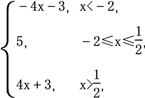 -4x-3, x<-2,
5, -2≤x≤1/2,
4x+3, x>1/2,